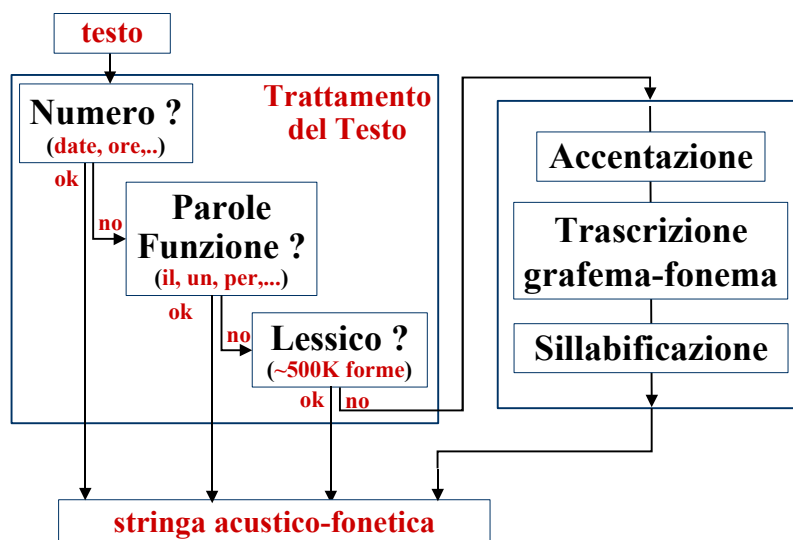 testo
Trattamento
del Testo
Numero ?
(date, ore,..)
ok
no
Parole
Funzione ?
(il, un, per,...)
ok
no
Lessico ?
(~500K forme)
ok
no
Accentazione
Trascrizione
grafema-fonema
Sillabificazione
stringa acustico-fonetica